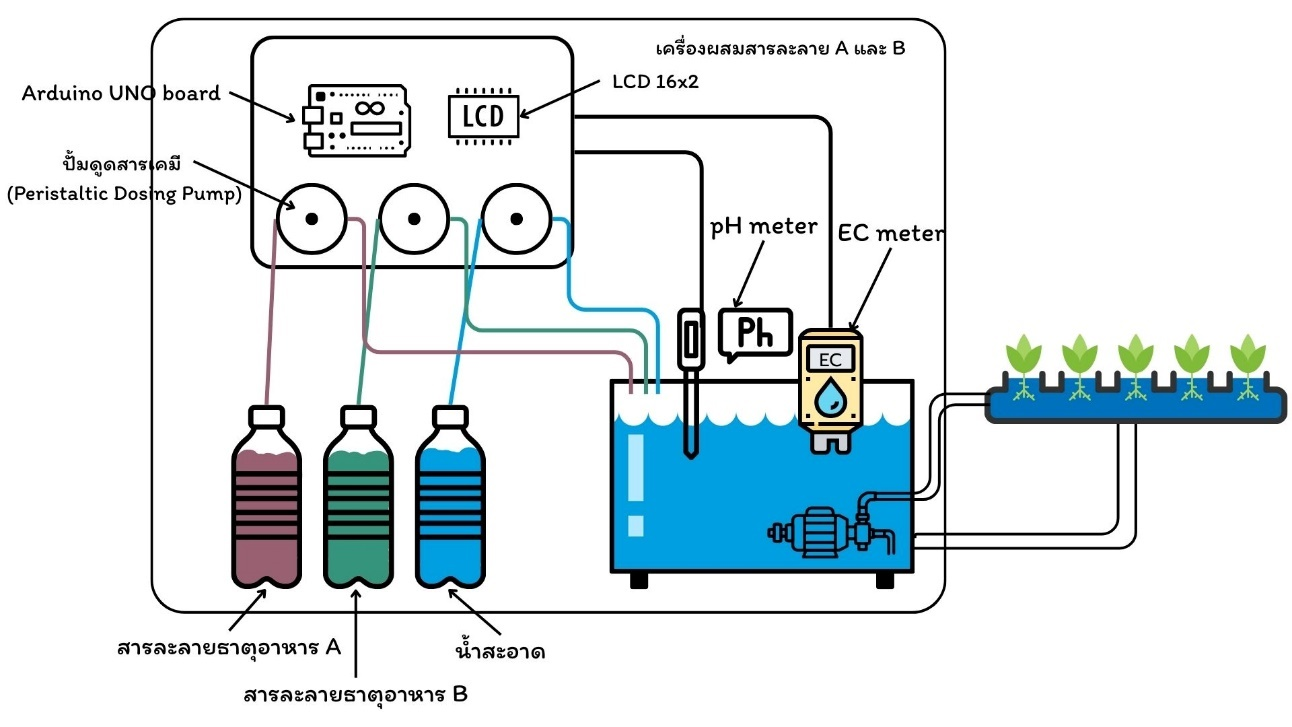 เครื่องผสมสารละลาย A และ B
Arduino UNO board
LCD 16x2
LCD
ปั้มดูดสารเคมี
(Peristaltic Dosing Pump)
pH meter
EC meter
Ph
EC
สารละลายธาตุอาหาร A
น้ำสะอาด
สารละลายธาตุอาหาร B